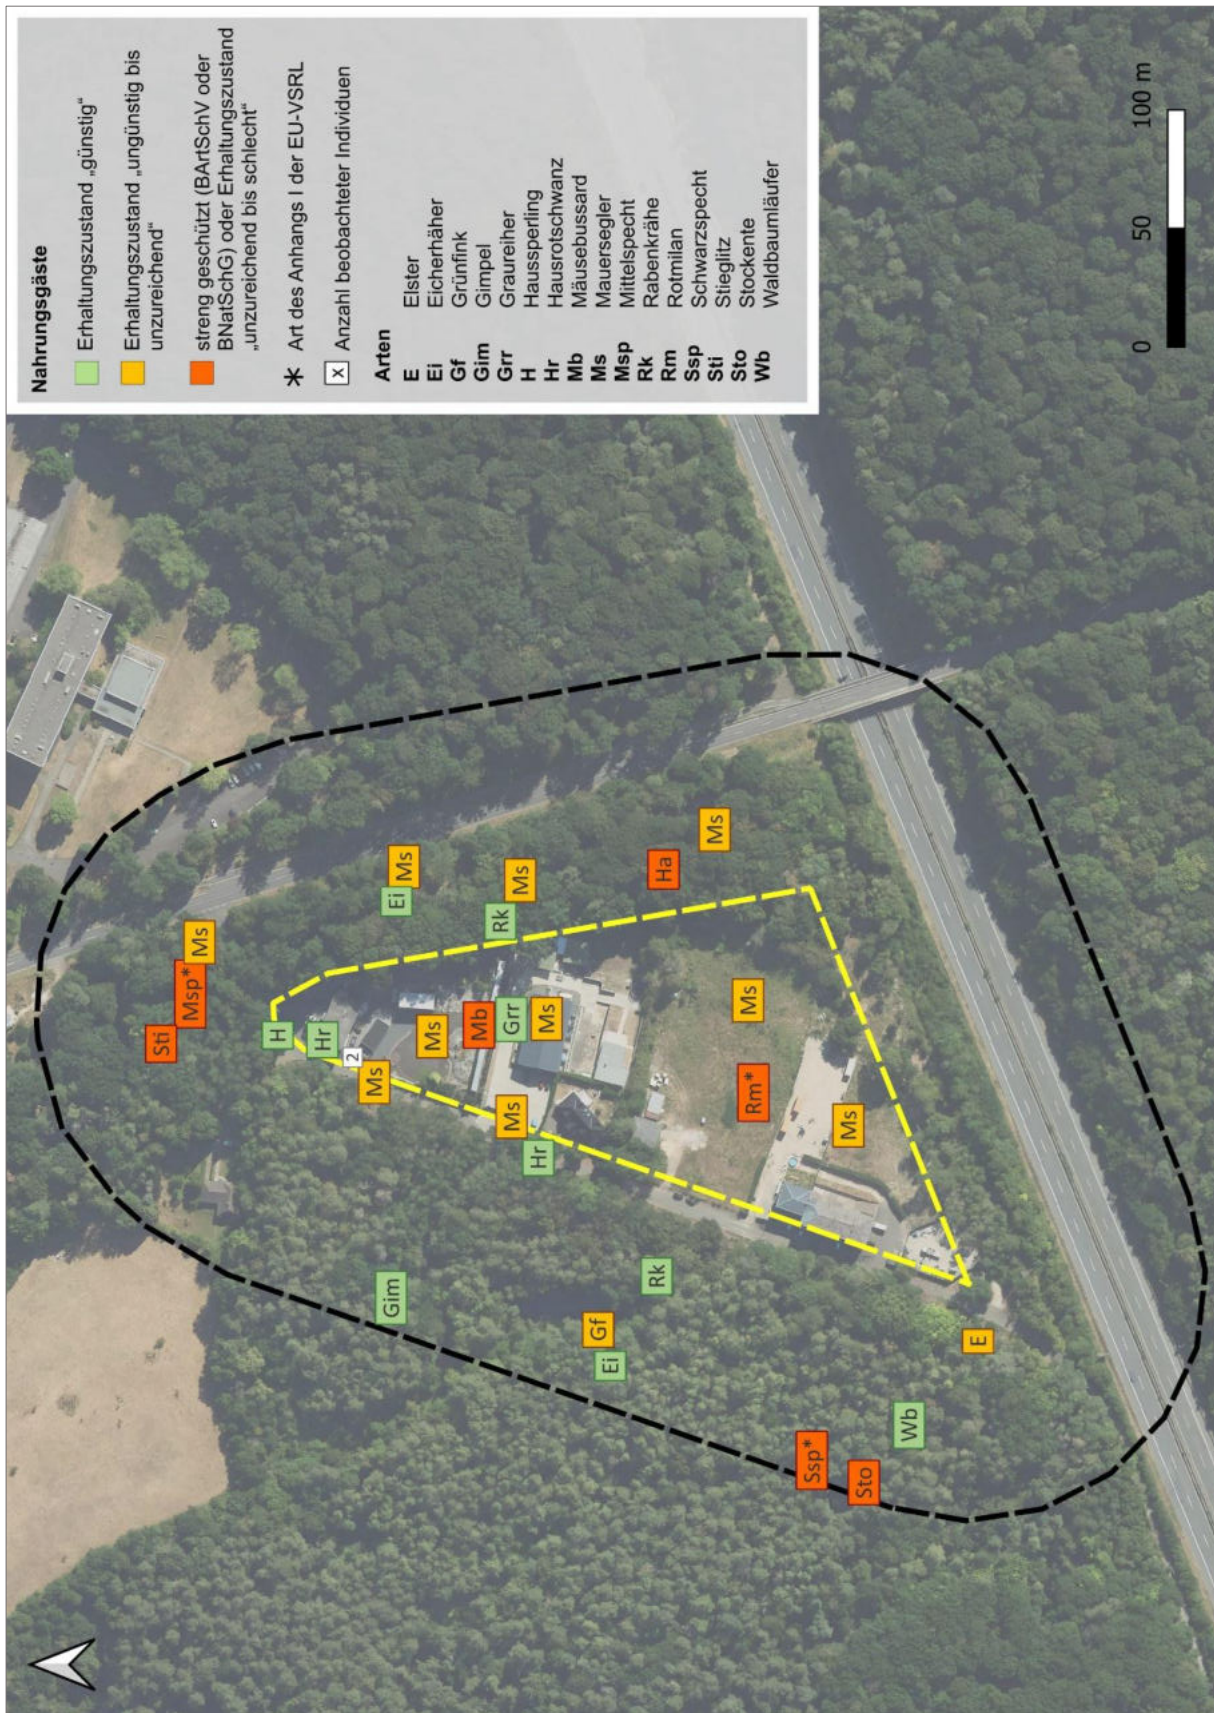 Nahrungsgäste
Erhaltungszustand „günstig“
Erhaltungszustand „ungünstig bis
unzureichend“
streng geschützt (BArtSchV oder
BNatSchG) oder Erhaltungszustand
„unzureichend bis schlecht“
* Art des Anhangs I der EU-VSRL
x Anzahl beobachteter Individuen
Arten
E Elster
Ei Eicherhäher
Gf Grünfink
Gim Gimpel
Grr Graureiher
H Haussperling
Hr Hausrotschwanz
Mb Mäusebussard
Ms Mauersegler
Msp Mittelspecht
Rk Rabenkrähe
Rm Rotmilan
Ssp Schwarzspecht
Sti Stieglitz
Sto Stockente
Wb Waldbaumläufer
0 50 100 m
Sti
Msp*
Ms
H
Hr
2
Ms
Ms
Ei
Ms
Gim
Mb
Grr
Ms
Rk
Ms
Ms
Hr
Gf
Ei
Rk
Ha
Ms
Ms
Rm*
Ms
Ssp*
Sto
Wb
E